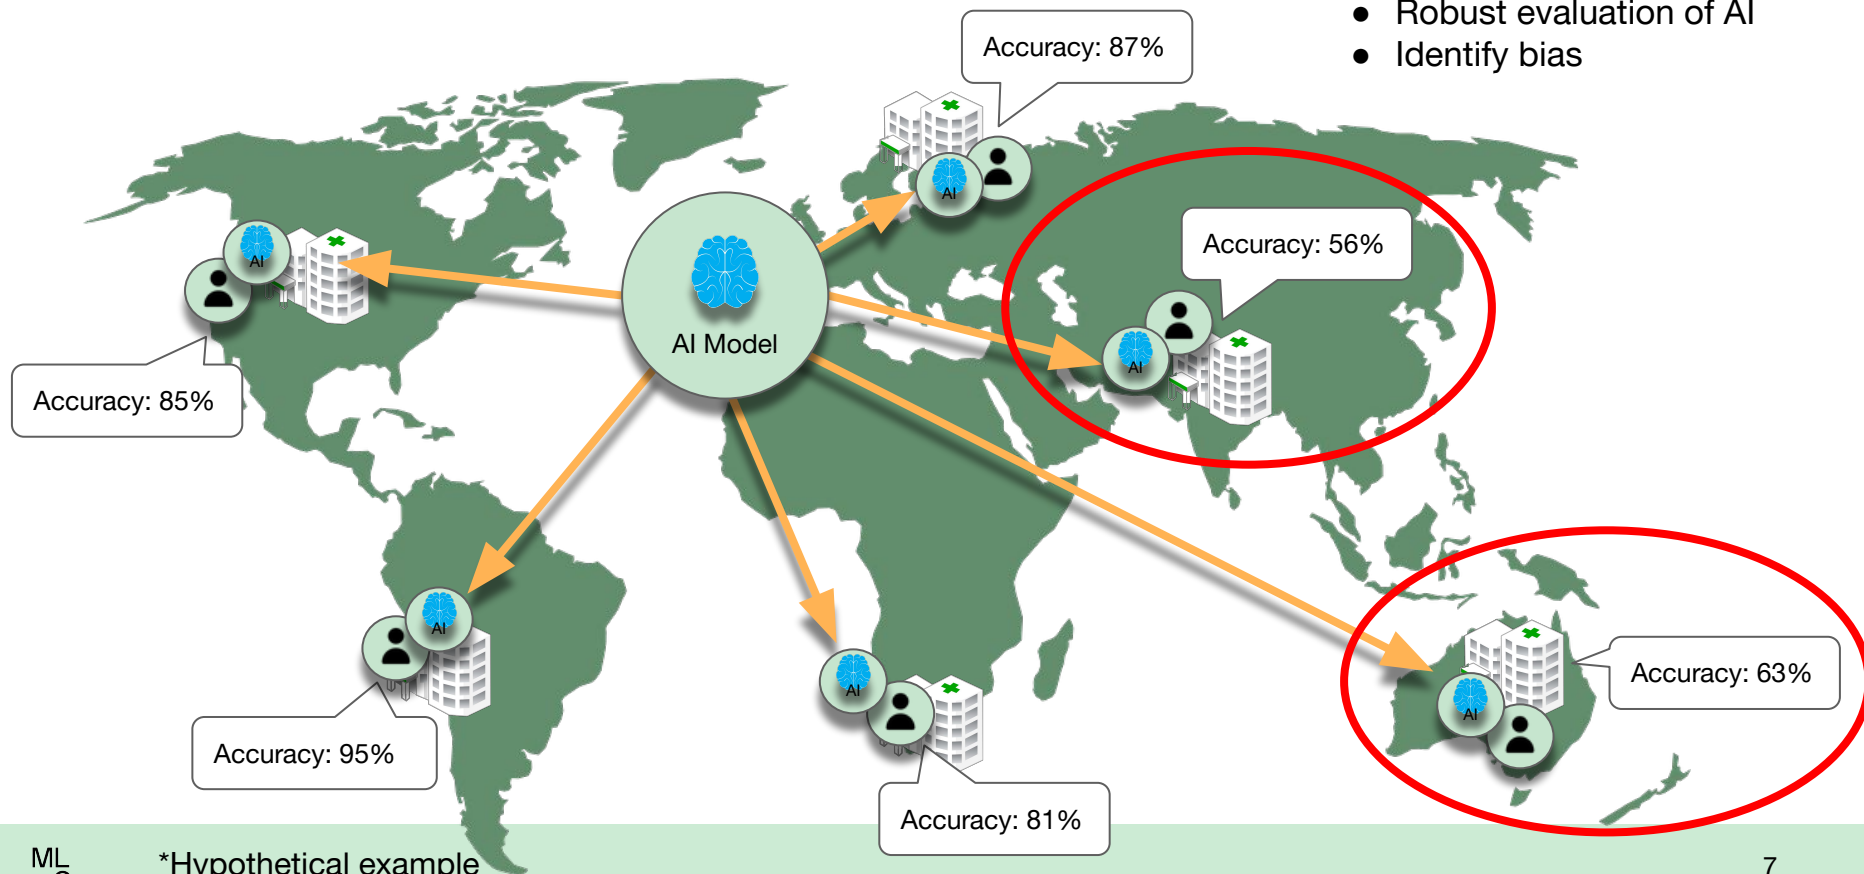 ● Robust evaluation of AI
● Identify bias
Accuracy: 87%
Accuracy: 56%
AI
AI
AI Model
AI
Accuracy: 85%
AI
AI
AI
Accuracy: 63%
Accuracy: 95%
Accuracy: 81%
ML
*Hypothetical example
7